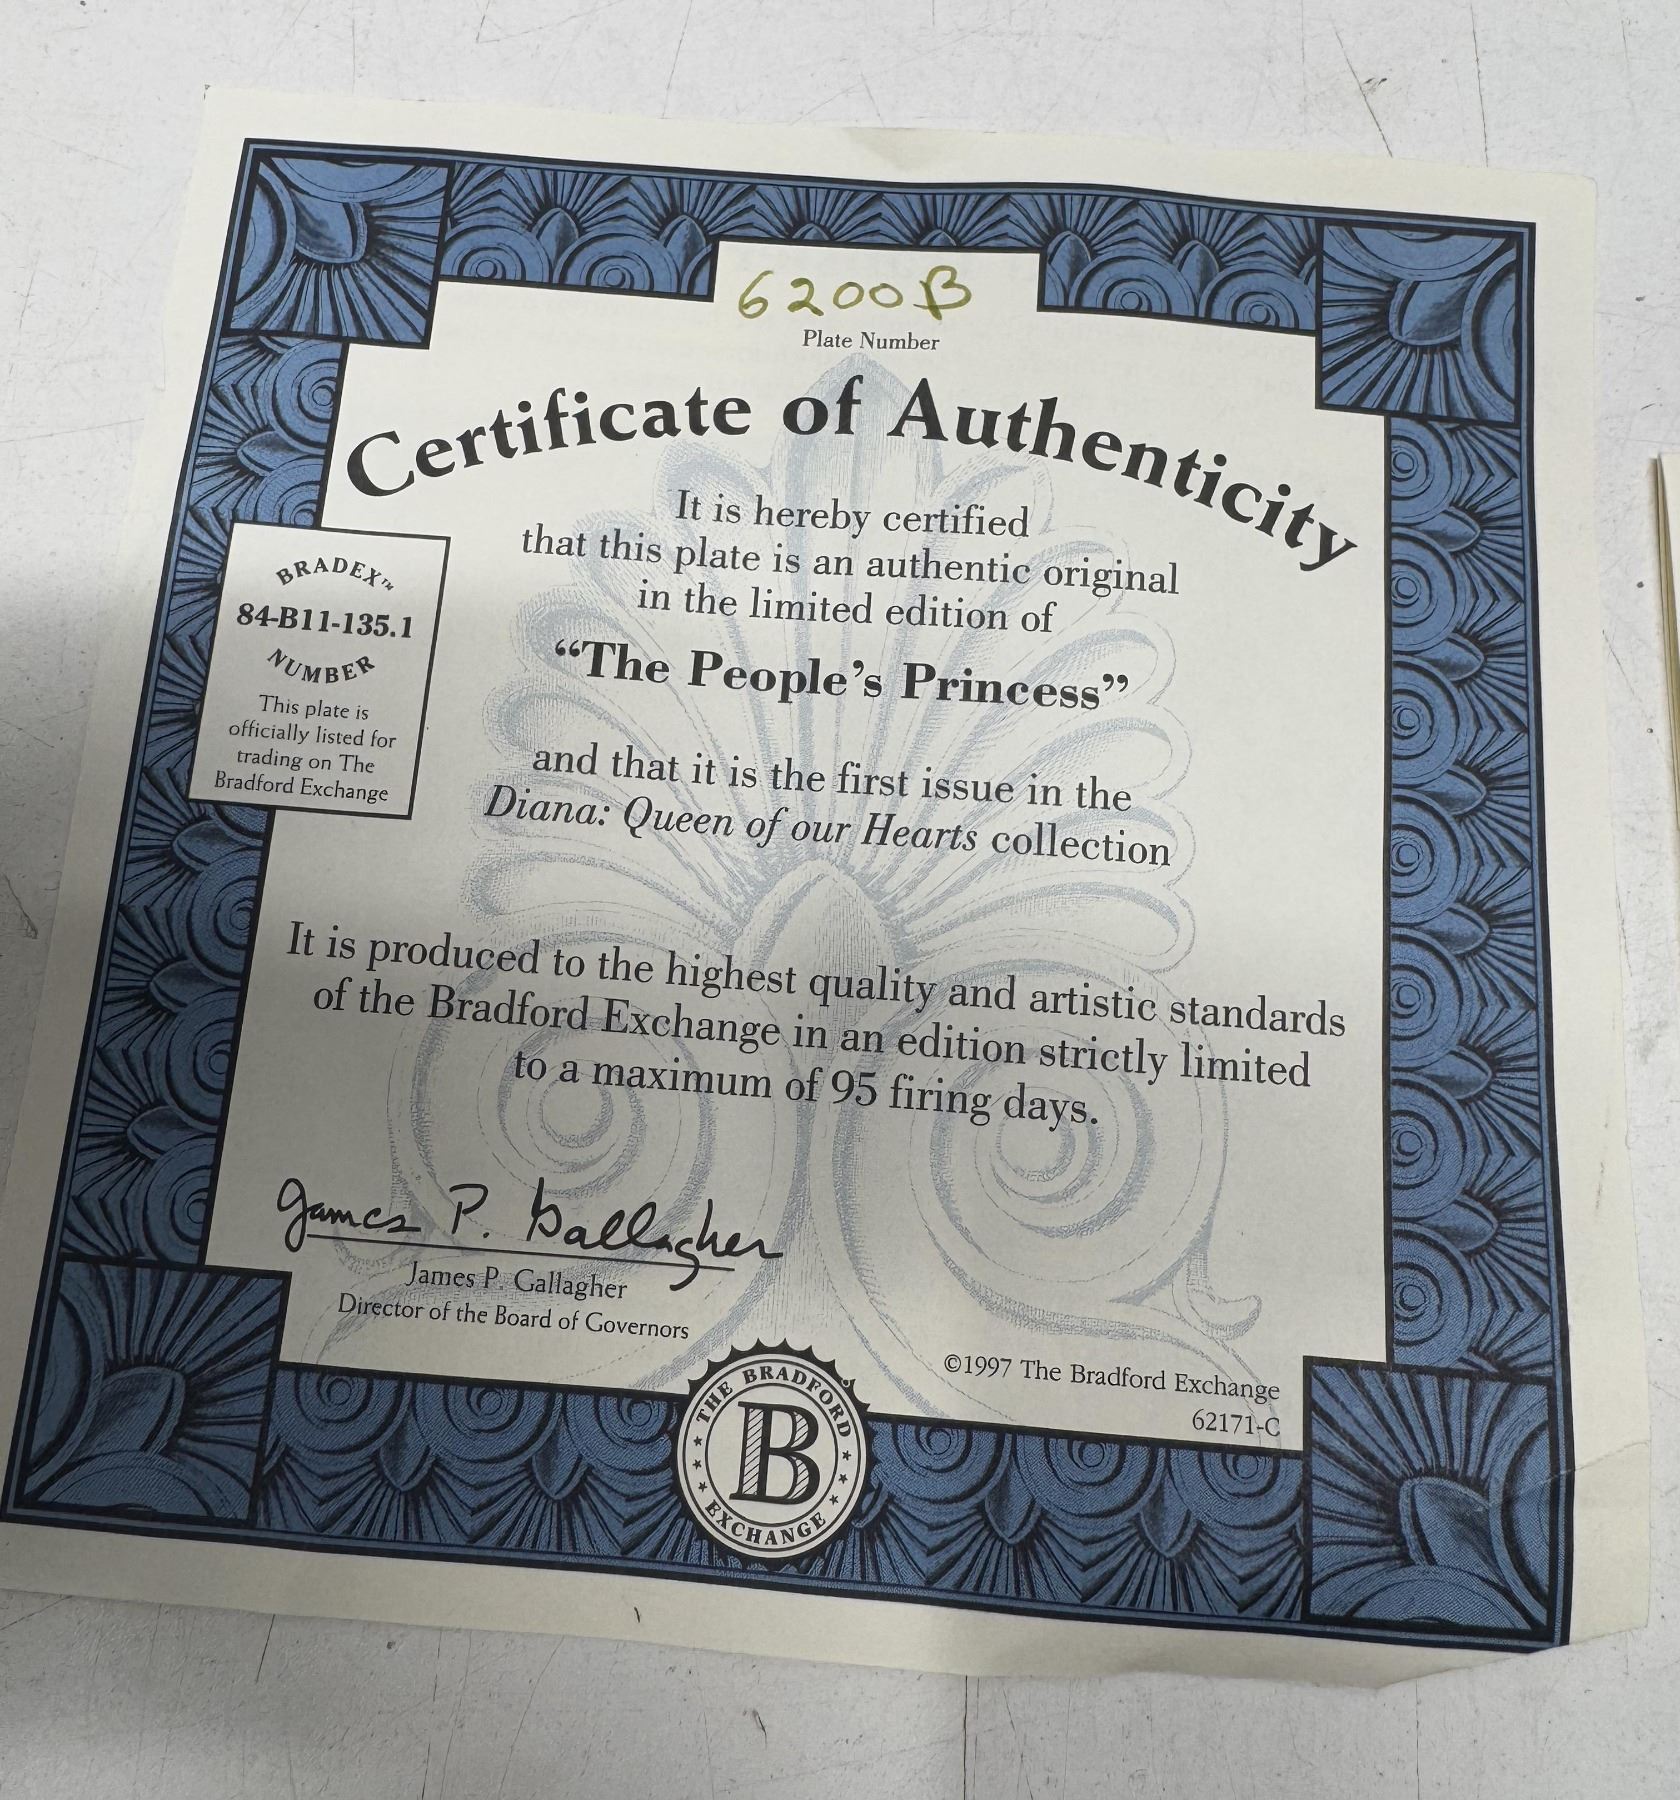 6200B
Plate Number
Certificate of Authenticity
It is hereby certified
that this plate is an authentic original
in the limited edition of
“The People’s Princess”
and that it is the first issue in the
Diana: Queen of our Hearts collection
BRADEX™
84-B11-135.1
NUMBER
This plate is
officially listed for
trading on The
Bradford Exchange
It is produced to the highest quality and artistic standards
of the Bradford Exchange in an edition strictly limited
to a maximum of 95 firing days.
James P. Gallagher
James P. Gallagher
Director of the Board of Governors
©1997 The Bradford Exchange
62171-C
THE BRADFORD
B
EXCHANGE